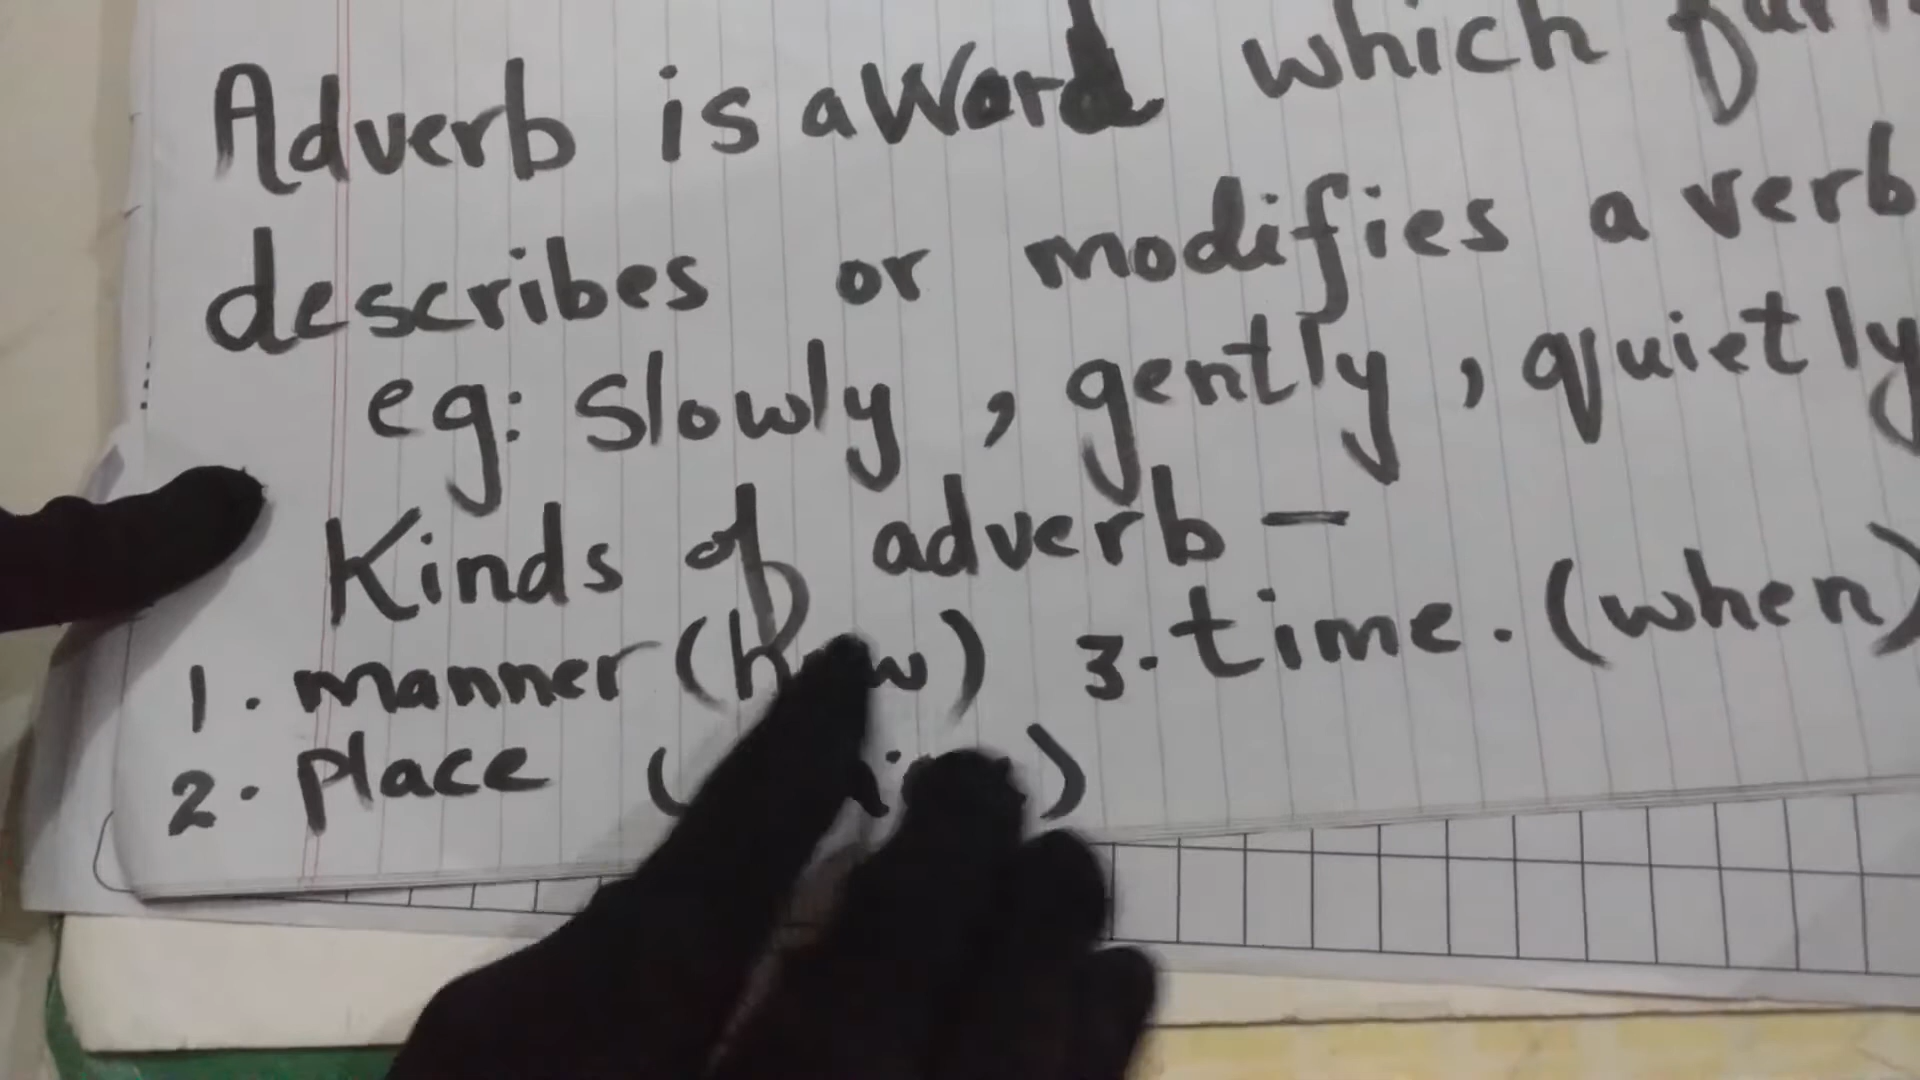 Adverb is a Word which
describes or modifies a verb
eg: Slowly, gently, quietly
Kinds of adverb -
1. manner (how) 3. time. (when)
2. place (